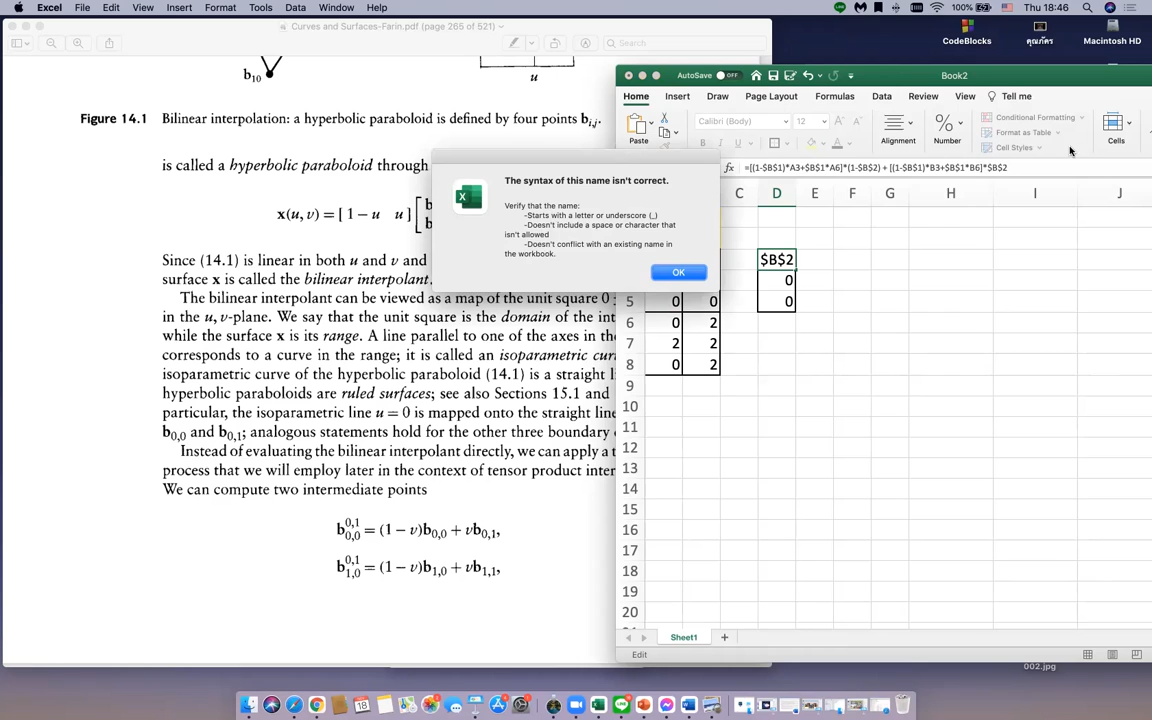 Excel File Edit View Insert Format Tools Data Window Help 100% Thu 18:46
Curves and Surfaces-Farin.pdf (page 265 of 521)
Search
CodeBlocks
คุณภัคร
Macintosh HD
b10
u
Figure 14.1 Bilinear interpolation: a hyperbolic paraboloid is defined by four points bi,j.
is called a hyperbolic paraboloid through
x(u, v) = [ 1 − u u ]
Since (14.1) is linear in both u and v and
surface x is called the bilinear interpolant.
The bilinear interpolant can be viewed as a map of the unit square 0
in the u, v-plane. We say that the unit square is the domain of the int
while the surface x is its range. A line parallel to one of the axes in the
corresponds to a curve in the range; it is called an isoparametric cur
isoparametric curve of the hyperbolic paraboloid (14.1) is a straight li
hyperbolic paraboloids are ruled surfaces; see also Sections 15.1 and
particular, the isoparametric line u = 0 is mapped onto the straight line
b0,0 and b0,1; analogous statements hold for the other three boundary
Instead of evaluating the bilinear interpolant directly, we can apply a t
process that we will employ later in the context of tensor product inter
We can compute two intermediate points
b0,0^0,1 = (1 − v)b0,0 + vb0,1,
b1,0^0,1 = (1 − v)b1,0 + vb1,1,
AutoSave OFF
Book2
Home Insert Draw Page Layout Formulas Data Review View Tell me
Paste
Calibri (Body) 12
Alignment
Number
Conditional Formatting
Format as Table
Cell Styles
Cells
fx =[(1-$B$1)*A3+$B$1*A6]*(1-$B$2) + [(1-$B$1)*B3+$B$1*B6]*$B$2
The syntax of this name isn't correct.
Verify that the name:
-Starts with a letter or underscore (_)
-Doesn't include a space or character that
isn't allowed
-Doesn't conflict with an existing name in
the workbook.
OK
C D E F G H I J
$B$2
0
5 0 0 0
6 0 2
7 2 2
8 0 2
9
10
11
12
13
14
15
16
17
18
19
20
Sheet1
Edit
002.jpg